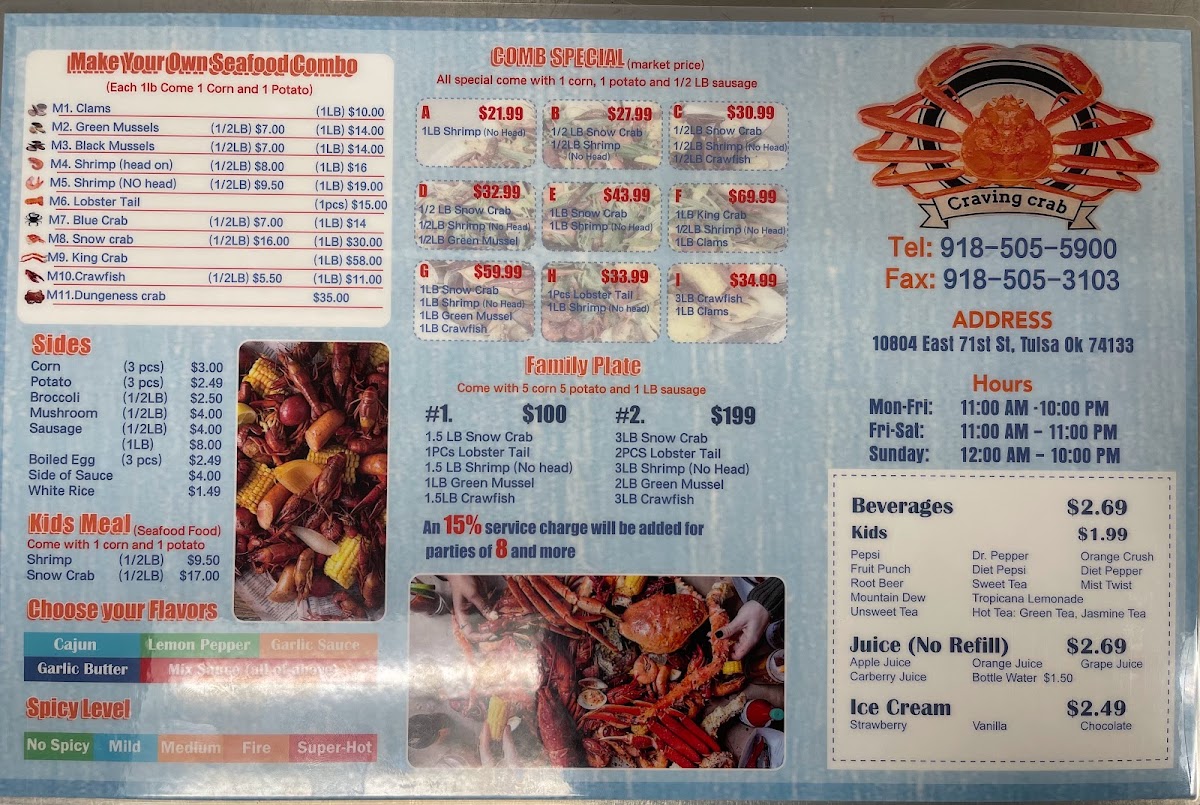 Make Your Own Seafood Combo
(Each 1lb Come 1 Corn and 1 Potato)
M1. Clams (1LB) $10.00
M2. Green Mussels (1/2LB) $7.00 (1LB) $14.00
M3. Black Mussels (1/2LB) $7.00 (1LB) $14.00
M4. Shrimp (head on) (1/2LB) $8.00 (1LB) $16
M5. Shrimp (NO head) (1/2LB) $9.50 (1LB) $19.00
M6. Lobster Tail (1pcs) $15.00
M7. Blue Crab (1/2LB) $7.00 (1LB) $14
M8. Snow crab (1/2LB) $16.00 (1LB) $30.00
M9. King Crab (1LB) $58.00
M10.Crawfish (1/2LB) $5.50 (1LB) $11.00
M11.Dungeness crab $35.00
Sides
Corn (3 pcs) $3.00
Potato (3 pcs) $2.49
Broccoli (1/2LB) $2.50
Mushroom (1/2LB) $4.00
Sausage (1/2LB) $4.00
(1LB) $8.00
Boiled Egg (3 pcs) $2.49
Side of Sauce $4.00
White Rice $1.49
Kids Meal (Seafood Food)
Come with 1 corn and 1 potato
Shrimp (1/2LB) $9.50
Snow Crab (1/2LB) $17.00
Choose your Flavors
Cajun Lemon Pepper Garlic Sauce
Garlic Butter Mix Sauce (all of above)
Spicy Level
No Spicy Mild Medium Fire Super-Hot
COMB SPECIAL (market price)
All special come with 1 corn, 1 potato and 1/2 LB sausage
A $21.99
1LB Shrimp (No Head)
B $27.99
1/2 LB Snow Crab
1/2LB Shrimp
(No Head)
C $30.99
1/2LB Snow Crab
1/2LB Shrimp (No Head)
1/2LB Crawfish
D $32.99
1/2 LB Snow Crab
1/2LB Shrimp (No Head)
1/2LB Green Mussel
E $43.99
1LB Snow Crab
1LB Shrimp (No Head)
F $69.99
1LB King Crab
1/2LB Shrimp (No Head)
1LB Clams
G $59.99
1LB Snow Crab
1LB Shrimp (No Head)
1LB Green Mussel
1LB Crawfish
H $33.99
1Pcs Lobster Tail
1LB Shrimp (No head)
I $34.99
3LB Crawfish
1LB Clams
Family Plate
Come with 5 corn 5 potato and 1 LB sausage
#1. $100
1.5 LB Snow Crab
1PCs Lobster Tail
1.5 LB Shrimp (No head)
1LB Green Mussel
1.5LB Crawfish
#2. $199
3LB Snow Crab
2PCS Lobster Tail
3LB Shrimp (No Head)
2LB Green Mussel
3LB Crawfish
An 15% service charge will be added for
parties of 8 and more
Craving crab
Tel: 918-505-5900
Fax: 918-505-3103
ADDRESS
10804 East 71st St, Tulsa Ok 74133
Hours
Mon-Fri: 11:00 AM -10:00 PM
Fri-Sat: 11:00 AM – 11:00 PM
Sunday: 12:00 AM – 10:00 PM
Beverages $2.69
Kids $1.99
Pepsi Dr. Pepper Orange Crush
Fruit Punch Diet Pepsi Diet Pepper
Root Beer Sweet Tea Mist Twist
Mountain Dew Tropicana Lemonade
Unsweet Tea Hot Tea: Green Tea, Jasmine Tea
Juice (No Refill) $2.69
Apple Juice Orange Juice Grape Juice
Carberry Juice Bottle Water $1.50
Ice Cream $2.49
Strawberry Vanilla Chocolate